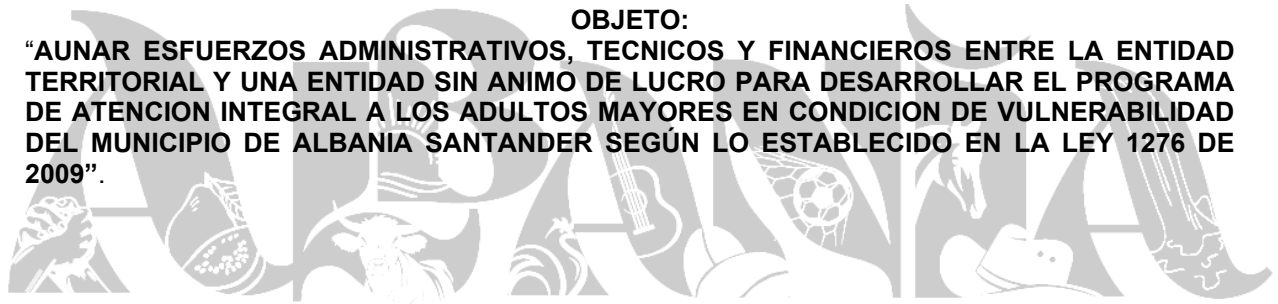 OBJETO:
“AUNAR ESFUERZOS ADMINISTRATIVOS, TECNICOS Y FINANCIEROS ENTRE LA ENTIDAD
TERRITORIAL Y UNA ENTIDAD SIN ANIMO DE LUCRO PARA DESARROLLAR EL PROGRAMA
DE ATENCION INTEGRAL A LOS ADULTOS MAYORES EN CONDICION DE VULNERABILIDAD
DEL MUNICIPIO DE ALBANIA SANTANDER SEGÚN LO ESTABLECIDO EN LA LEY 1276 DE
2009”.
ALBANIA